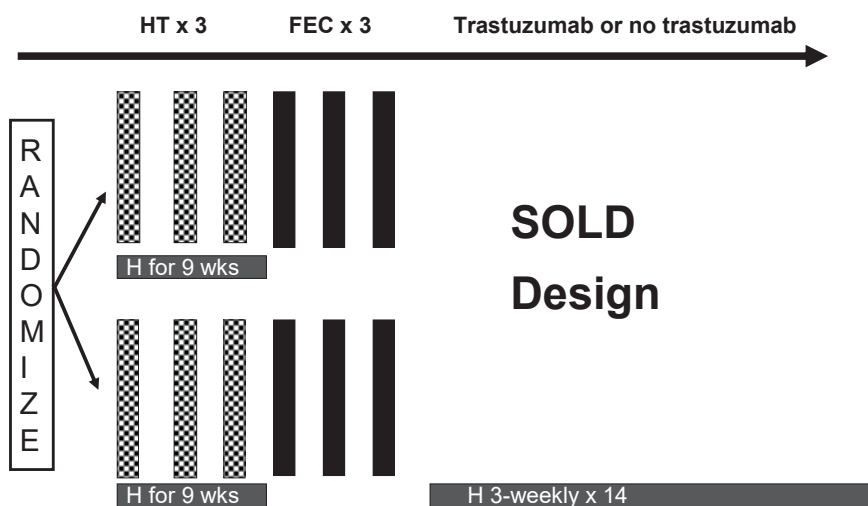 HT x 3 FEC x 3 Trastuzumab or no trastuzumab
RANDOMIZE
H for 9 wks
SOLD
Design
H for 9 wks H 3-weekly x 14